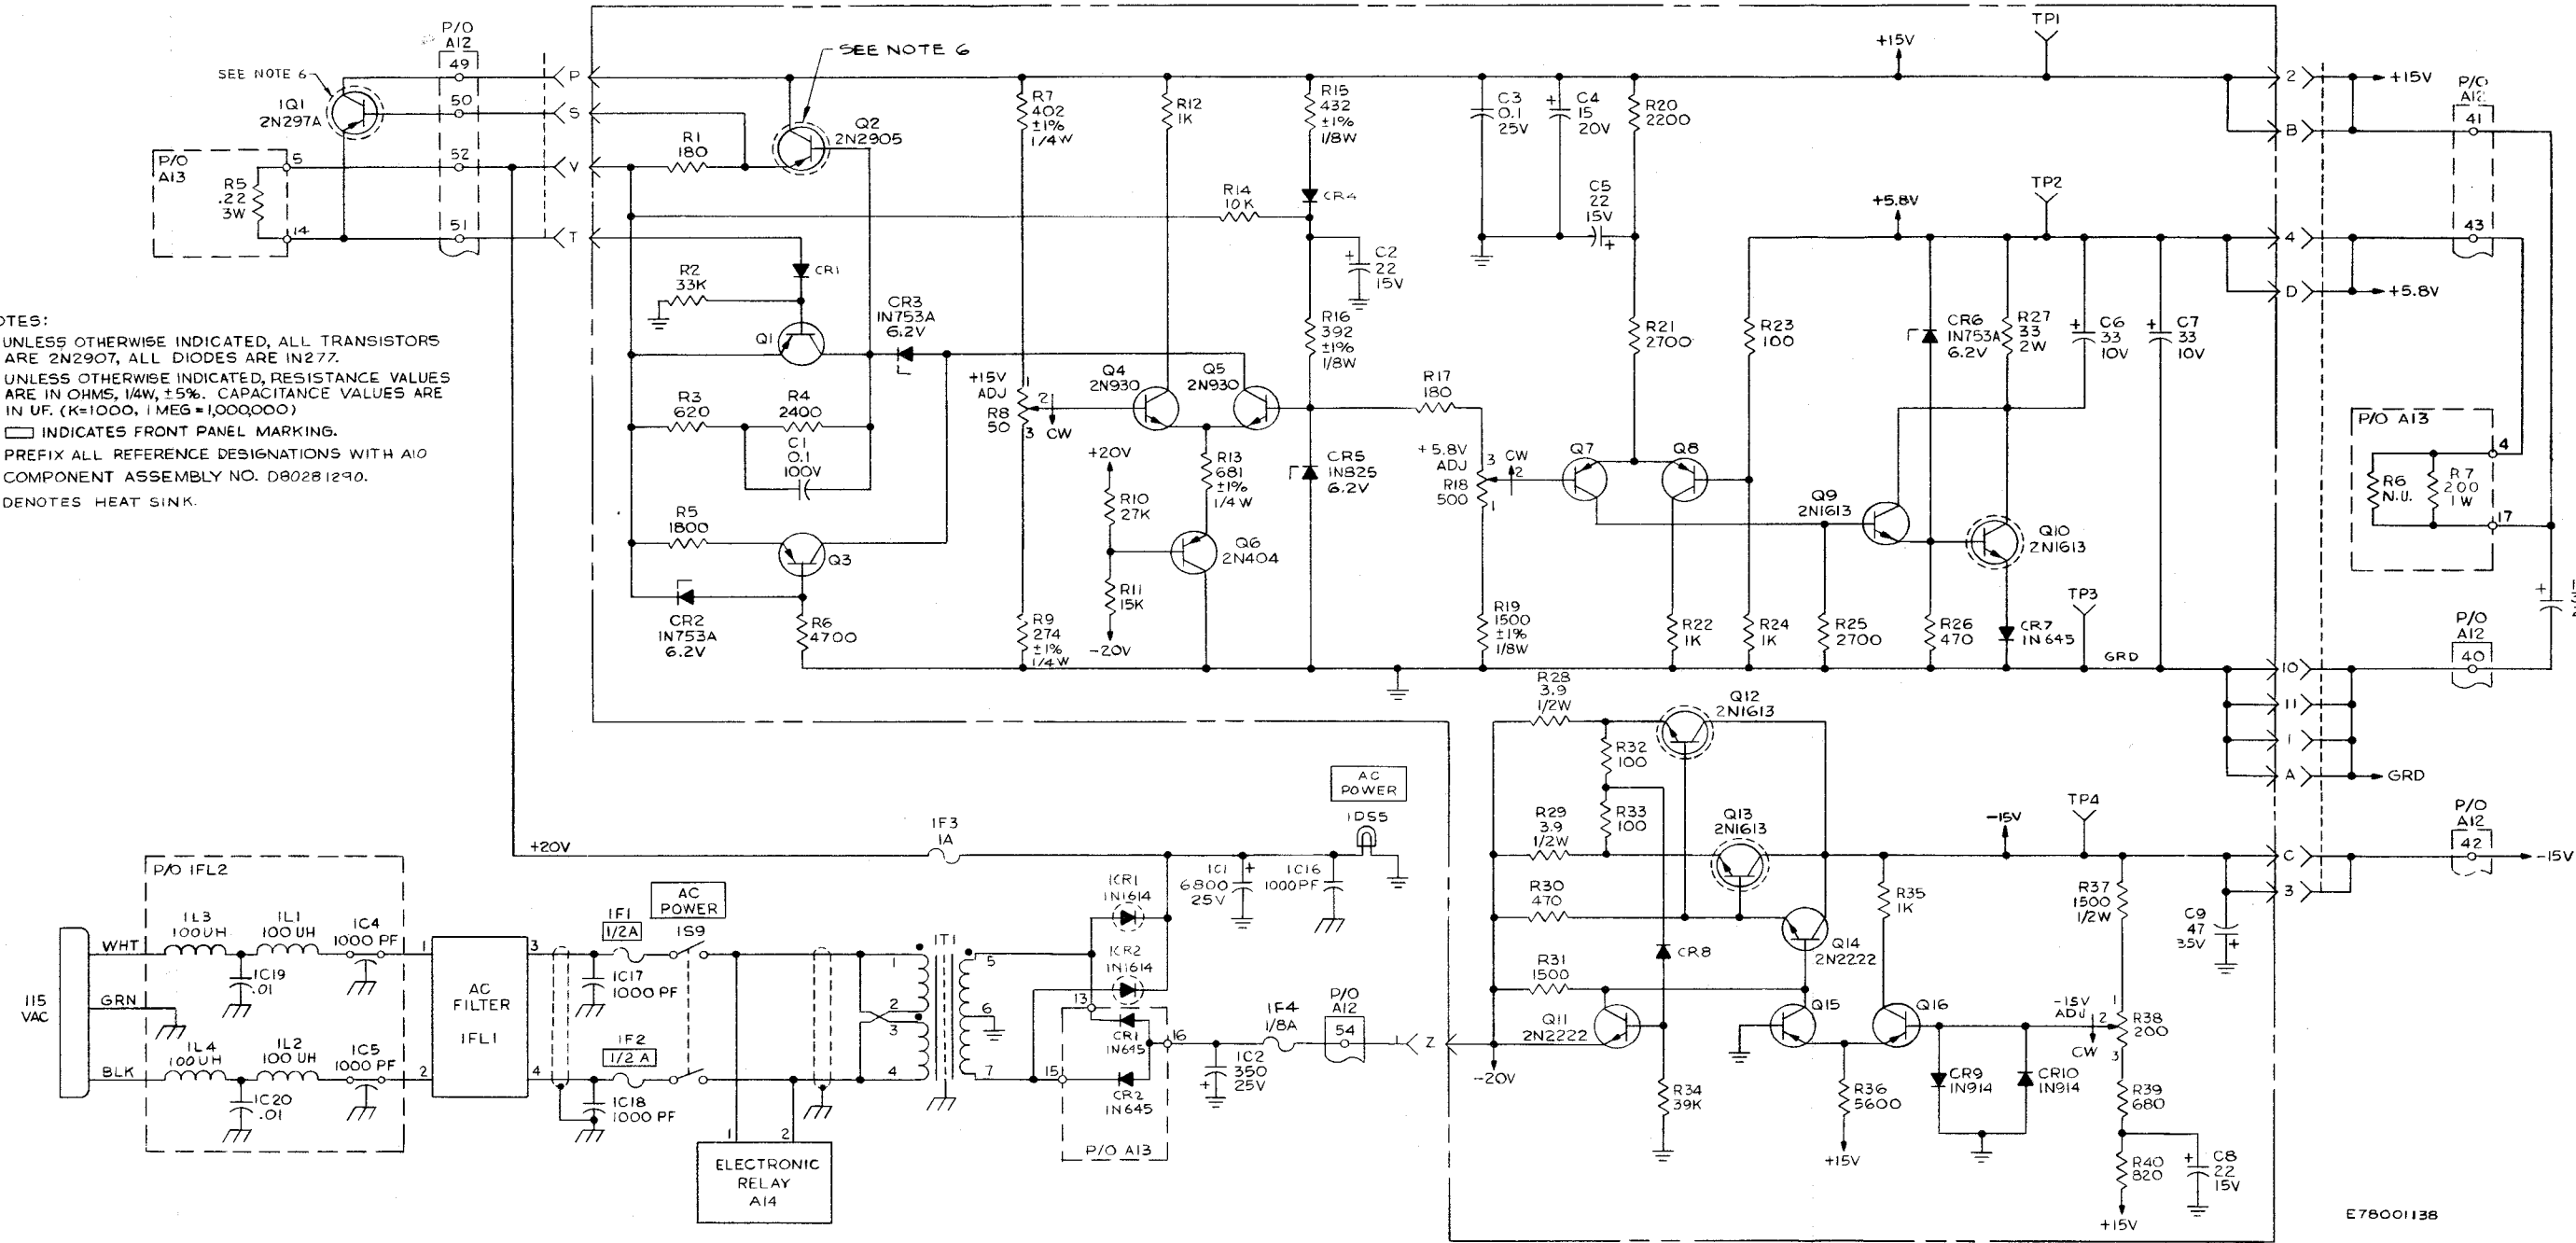 P/O
A12
SEE NOTE 6
1Q1
2N297A
49
50
52
51
P
S
V
T
P/O
A13
R5
.22
3W
5
14
SEE NOTE 6
Q2
2N2905
R1
180
R2
33K
CR1
Q1
CR3
1N753A
6.2V
R3
620
R4
2400
C1
0.1
100V
R5
1800
Q3
CR2
1N753A
6.2V
R6
4700
R7
402
±1%
1/4W
+15V
ADJ
R8
50
1
2
3
CW
R9
274
±1%
1/4W
R12
1K
Q4
2N930
Q5
2N930
R13
681
±1%
1/4W
+20V
R10
27K
R11
15K
-20V
Q6
2N404
R14
10K
R15
432
±1%
1/8W
CR4
C2
22
15V
R16
392
±1%
1/8W
CR5
1N825
6.2V
R17
180
+5.8V
ADJ
R18
500
3
CW
2
1
R19
1500
±1%
1/8W
C3
0.1
25V
C4
15
20V
C5
22
15V
R20
2200
R21
2700
Q7
Q8
R22
1K
R23
100
R24
1K
R25
2700
Q9
2N1613
R26
470
Q10
2N1613
CR7
1N645
CR6
1N753A
6.2V
R27
33
2W
C6
33
10V
C7
33
10V
+15V
TP1
+5.8V
TP2
TP3
GRD
2
B
4
D
10
11
1
A
+15V
+5.8V
GRD
P/O
A12
41
43
P/O A13
4
R6
N.U.
R7
200
1W
17
P/O
A12
40
OTES:
UNLESS OTHERWISE INDICATED, ALL TRANSISTORS
ARE 2N2907, ALL DIODES ARE 1N277.
UNLESS OTHERWISE INDICATED, RESISTANCE VALUES
ARE IN OHMS, 1/4W, ±5%. CAPACITANCE VALUES ARE
IN UF. (K=1000, 1 MEG=1,000,000)
INDICATES FRONT PANEL MARKING.
PREFIX ALL REFERENCE DESIGNATIONS WITH A10
COMPONENT ASSEMBLY NO. D80281290.
DENOTES HEAT SINK.
115
VAC
WHT
GRN
BLK
P/O 1FL2
1L3
100UH
1L1
100 UH
1C4
1000 PF
1C19
.01
1L4
100UH
1L2
100 UH
1C5
1000 PF
1C20
.01
1
2
AC
FILTER
1FL1
3
4
1F1
1/2A
1C17
1000 PF
1F2
1/2 A
1C18
1000 PF
AC
POWER
1S9
1
2
ELECTRONIC
RELAY
A14
1T1
1
2
3
4
5
6
7
+20V
1F3
1A
1CR1
1N1614
1CR2
1N1614
13
CR1
1N645
16
15
CR2
1N645
P/O A13
1C1
6800
25V
1C16
1000PF
AC
POWER
1DS5
1C2
350
25V
1F4
1/8A
P/O
A12
54
Z
-20V
R28
3.9
1/2W
Q12
2N1613
R32
100
R33
100
R29
3.9
1/2W
Q13
2N1613
R30
470
CR8
Q14
2N2222
R31
1500
Q11
2N2222
R34
39K
R35
1K
Q15
Q16
R36
5600
+15V
CR9
1N914
CR10
1N914
-15V
TP4
R37
1500
1/2W
-15V
ADJ
1
2
R38
200
CW
3
R39
680
R40
820
+15V
C8
22
15V
C9
47
35V
C
3
P/O
A12
42
-15V
E78001138